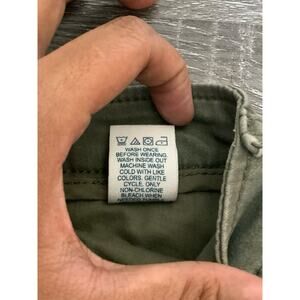 WASH ONCE
BEFORE WEARING.
WASH INSIDE OUT
MACHINE WASH
COLD WITH LIKE
COLORS. GENTLE
CYCLE. ONLY
NON-CHLORINE
BLEACH WHEN